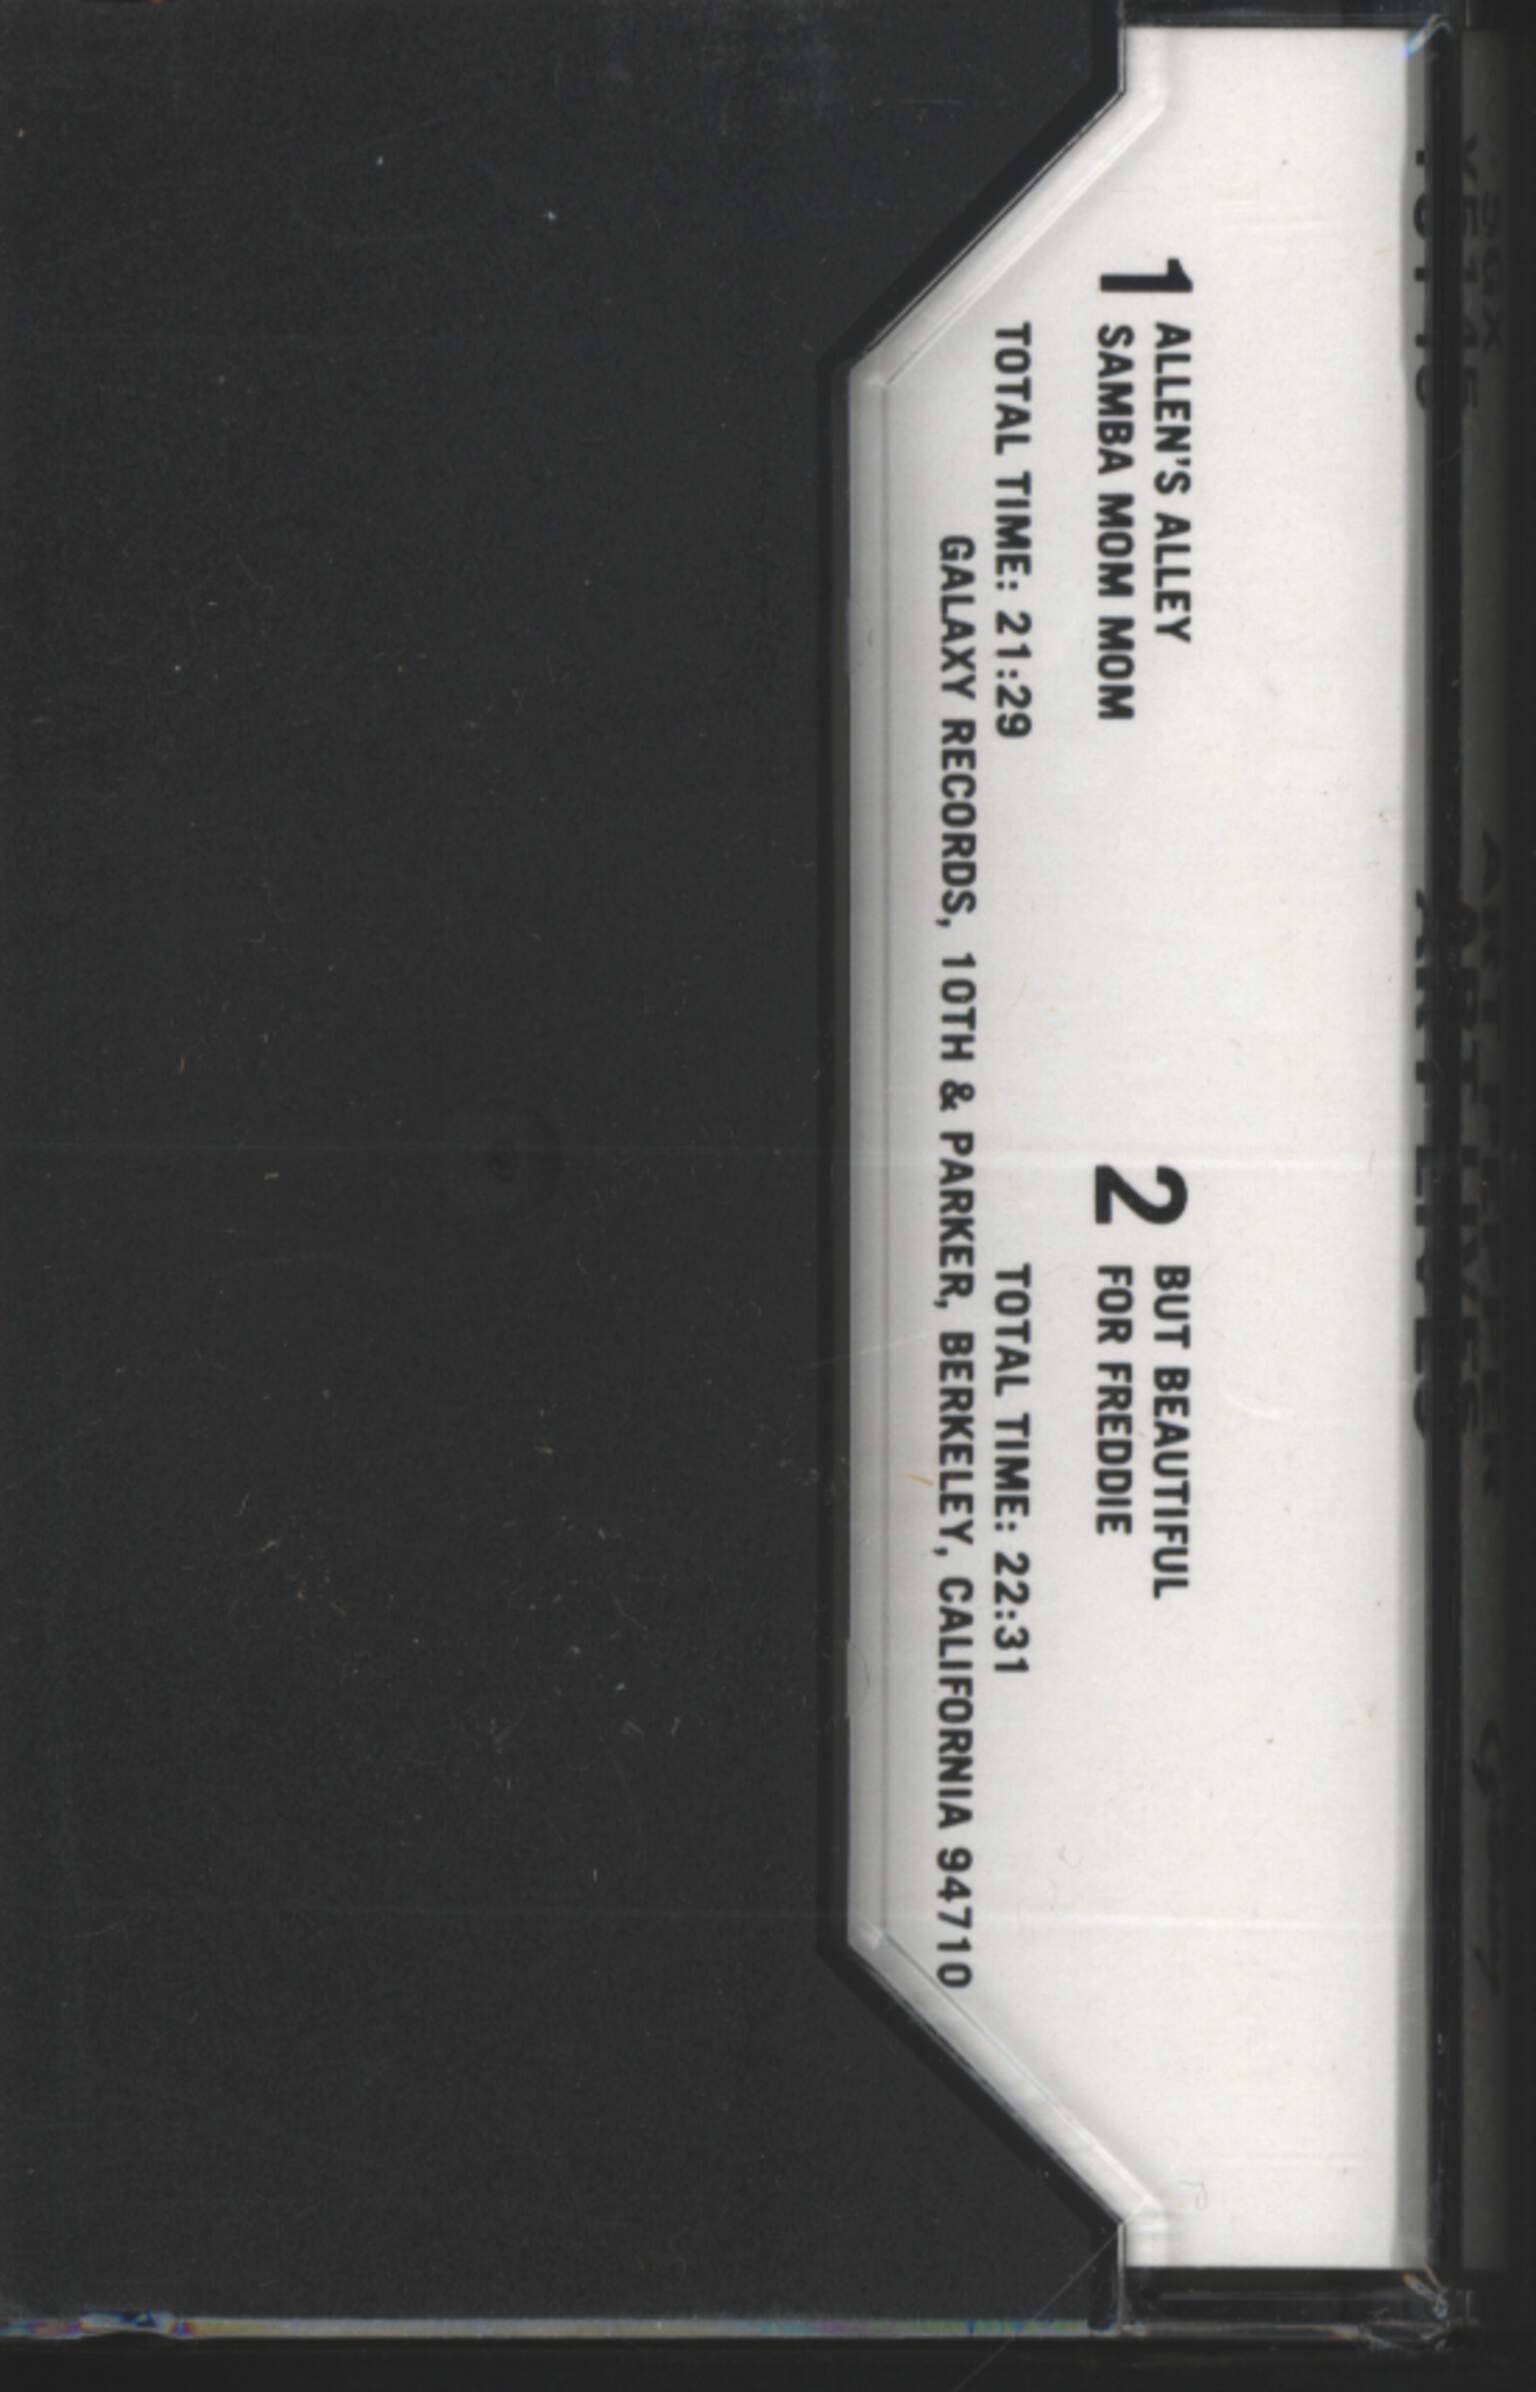 1 ALLEN'S ALLEY
SAMBA MOM MOM
TOTAL TIME: 21:29
2 BUT BEAUTIFUL
FOR FREDDIE
TOTAL TIME: 22:31
GALAXY RECORDS, 10TH & PARKER, BERKELEY, CALIFORNIA 94710